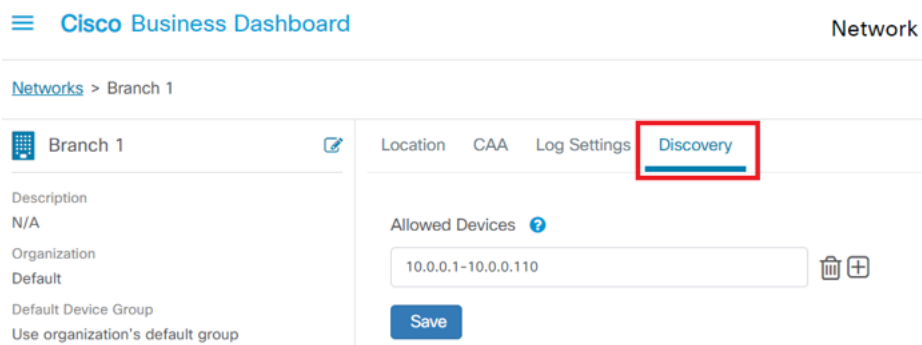 Cisco Business Dashboard
Network
Networks > Branch 1
Branch 1
Location CAA Log Settings Discovery
Description
N/A
Allowed Devices ?
Organization
Default
10.0.0.1-10.0.0.110
Default Device Group
Use organization's default group
Save